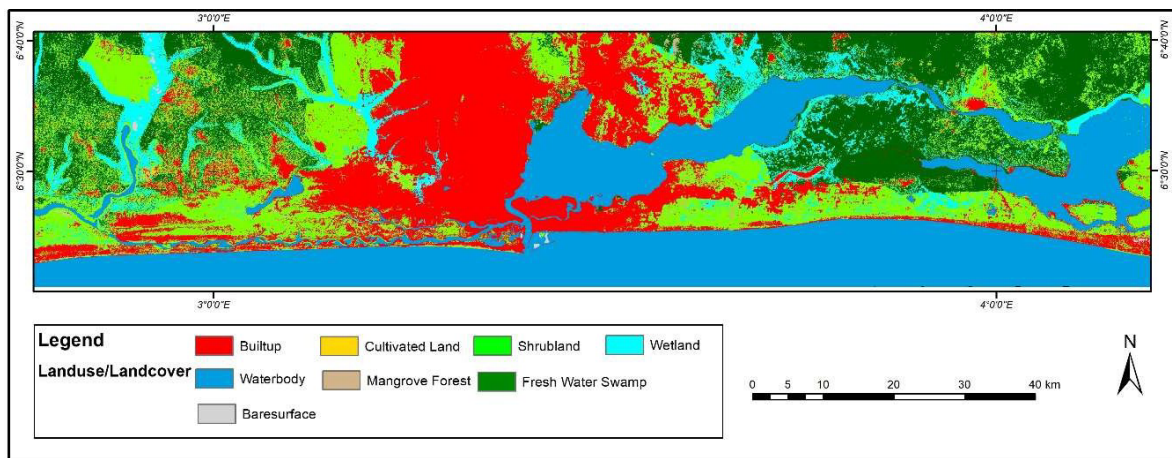 3°0'0"E 4°0'0"E
6°40'0"N 6°40'0"N
6°30'0"N 6°30'0"N
3°0'0"E 4°0'0"E
Legend
Landuse/Landcover
Builtup Cultivated Land Shrubland Wetland
Waterbody Mangrove Forest Fresh Water Swamp
Baresurface
N
0 5 10 20 30 40 km